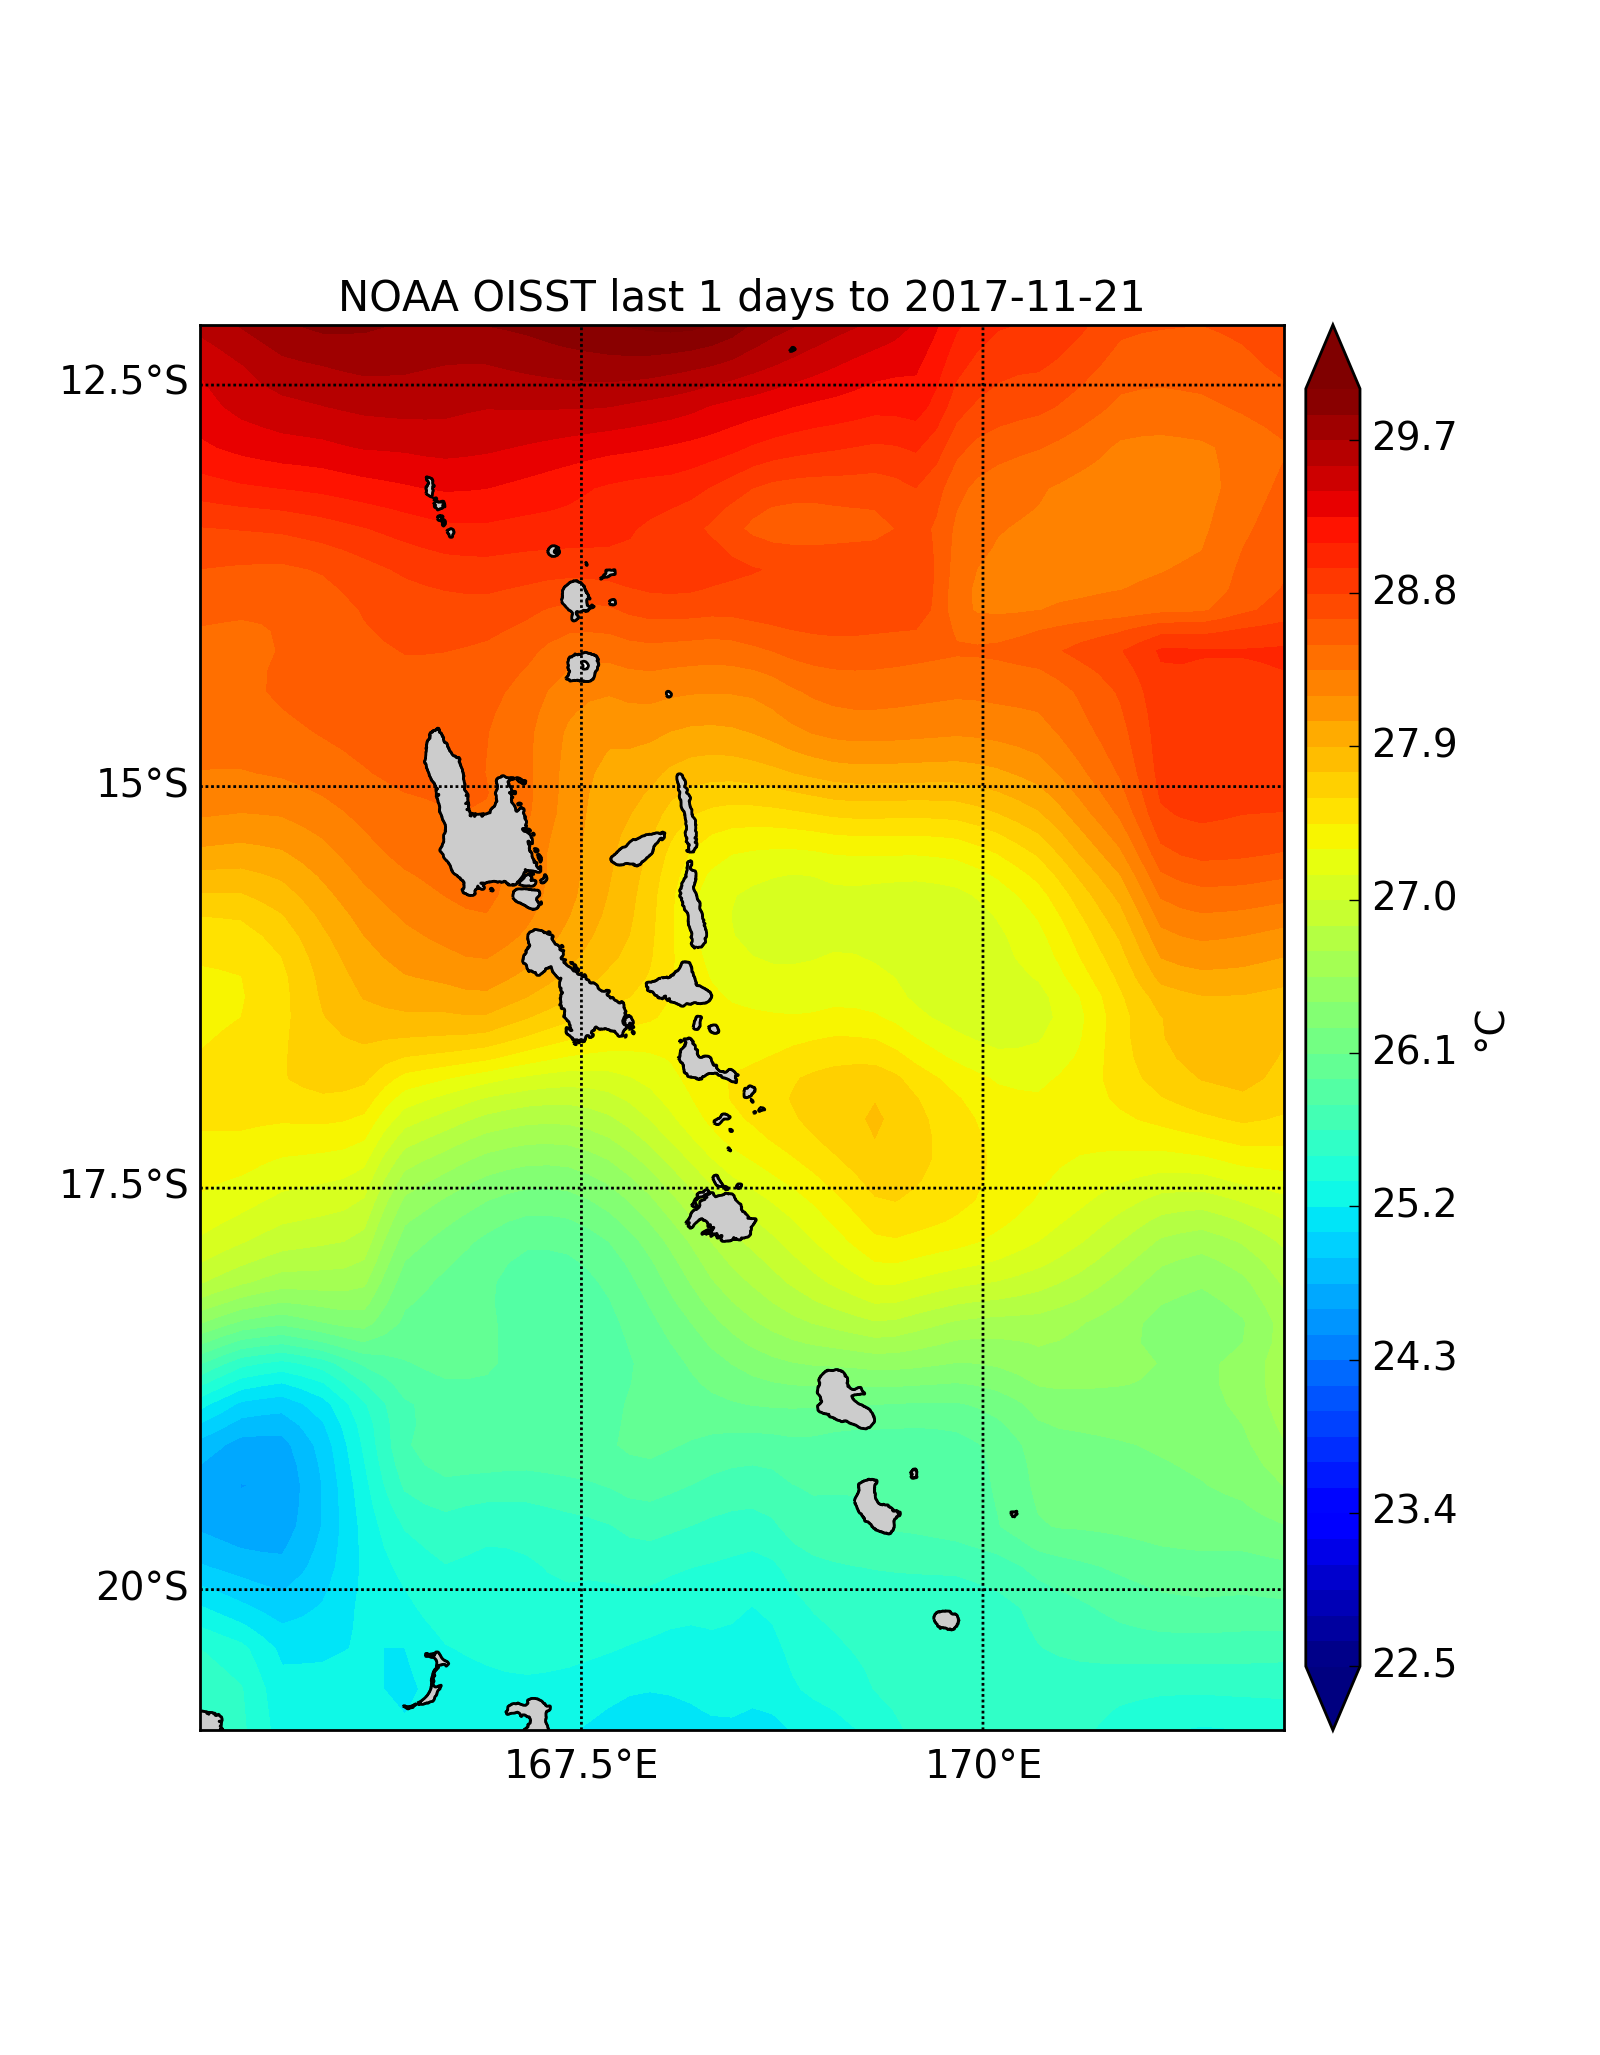 NOAA OISST last 1 days to 2017-11-21
12.5°S
15°S
17.5°S
20°S
167.5°E
170°E
29.7
28.8
27.9
27.0
26.1
25.2
24.3
23.4
22.5
°C